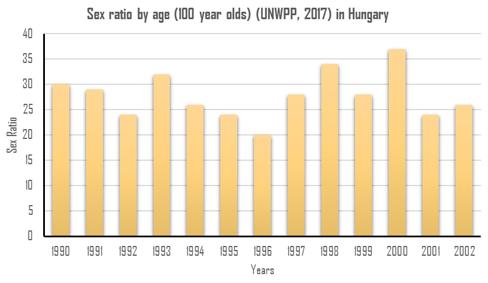 Sex ratio by age (100 year olds) (UNWPP, 2017) in Hungary
40
35
30
25
20
15
10
5
0
Sex Ratio
1990 1991 1992 1993 1994 1995 1996 1997 1998 1999 2000 2001 2002
Years